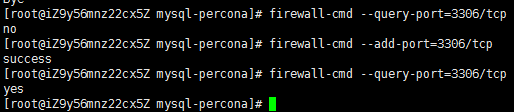 Bye
[root@iZ9y56mnz22cx5Z mysql-percona]# firewall-cmd --query-port=3306/tcp
no
[root@iZ9y56mnz22cx5Z mysql-percona]# firewall-cmd --add-port=3306/tcp
success
[root@iZ9y56mnz22cx5Z mysql-percona]# firewall-cmd --query-port=3306/tcp
yes
[root@iZ9y56mnz22cx5Z mysql-percona]#